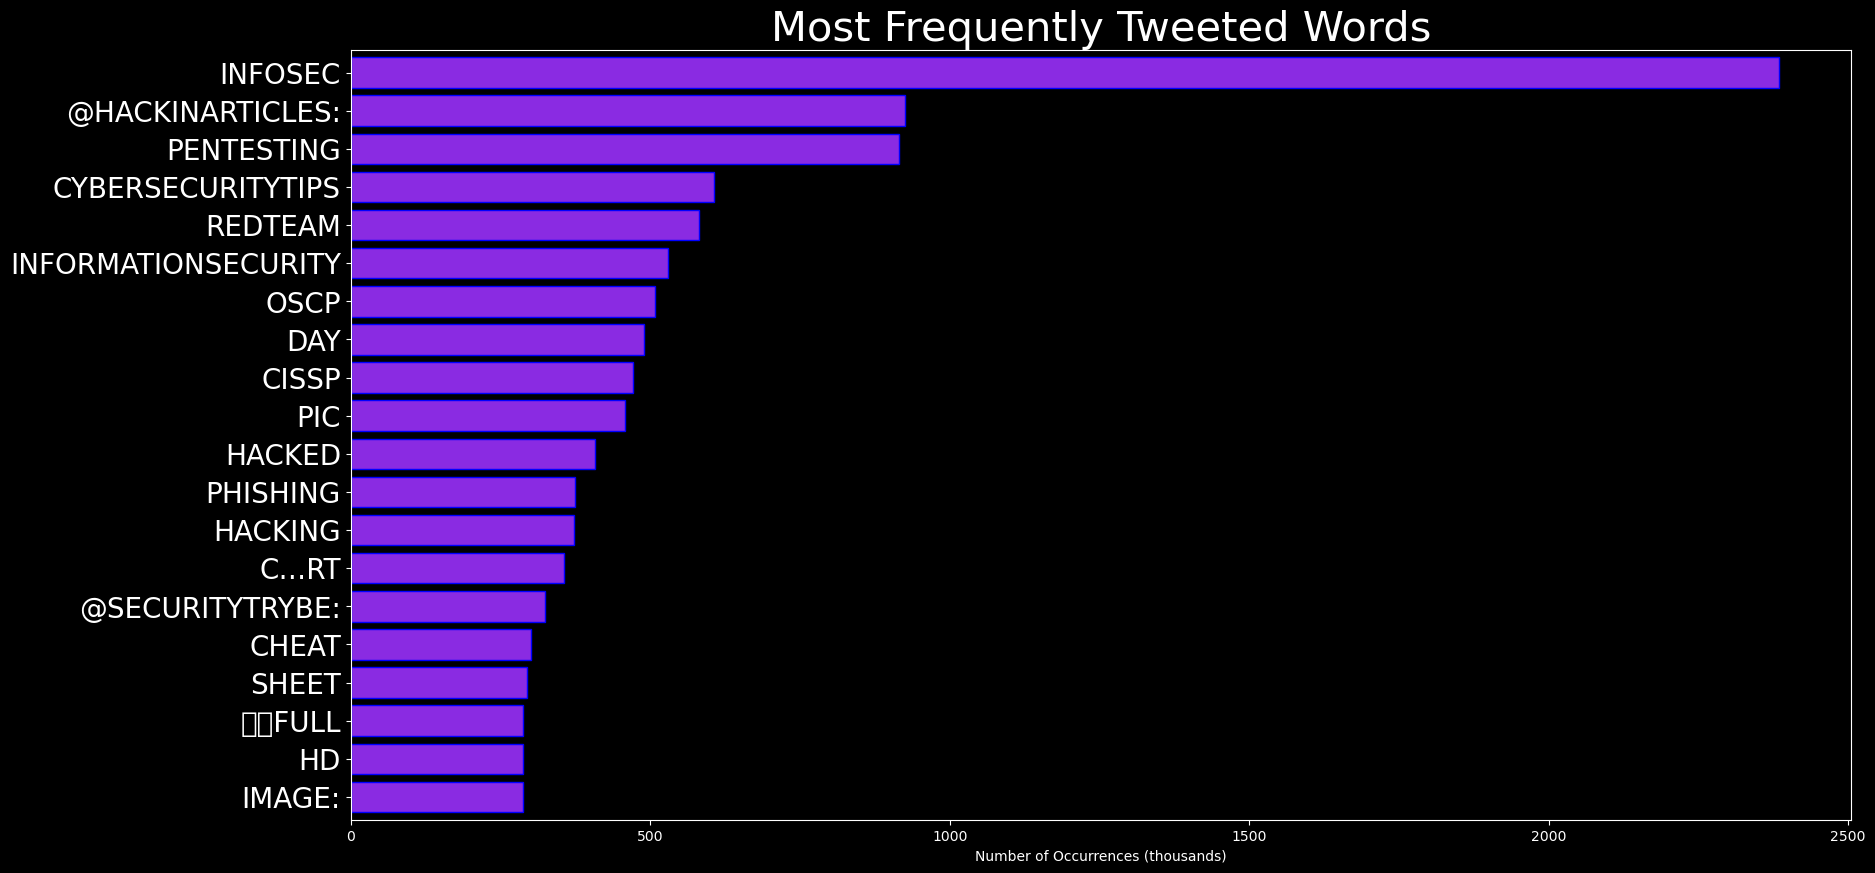 Most Frequently Tweeted Words
INFOSEC
@HACKINARTICLES:
PENTESTING
CYBERSECURITYTIPS
REDTEAM
INFORMATIONSECURITY
OSCP
DAY
CISSP
PIC
HACKED
PHISHING
HACKING
C…RT
@SECURITYTRYBE:
CHEAT
SHEET
FULL
HD
IMAGE:
0 500 1000 1500 2000 2500
Number of Occurrences (thousands)